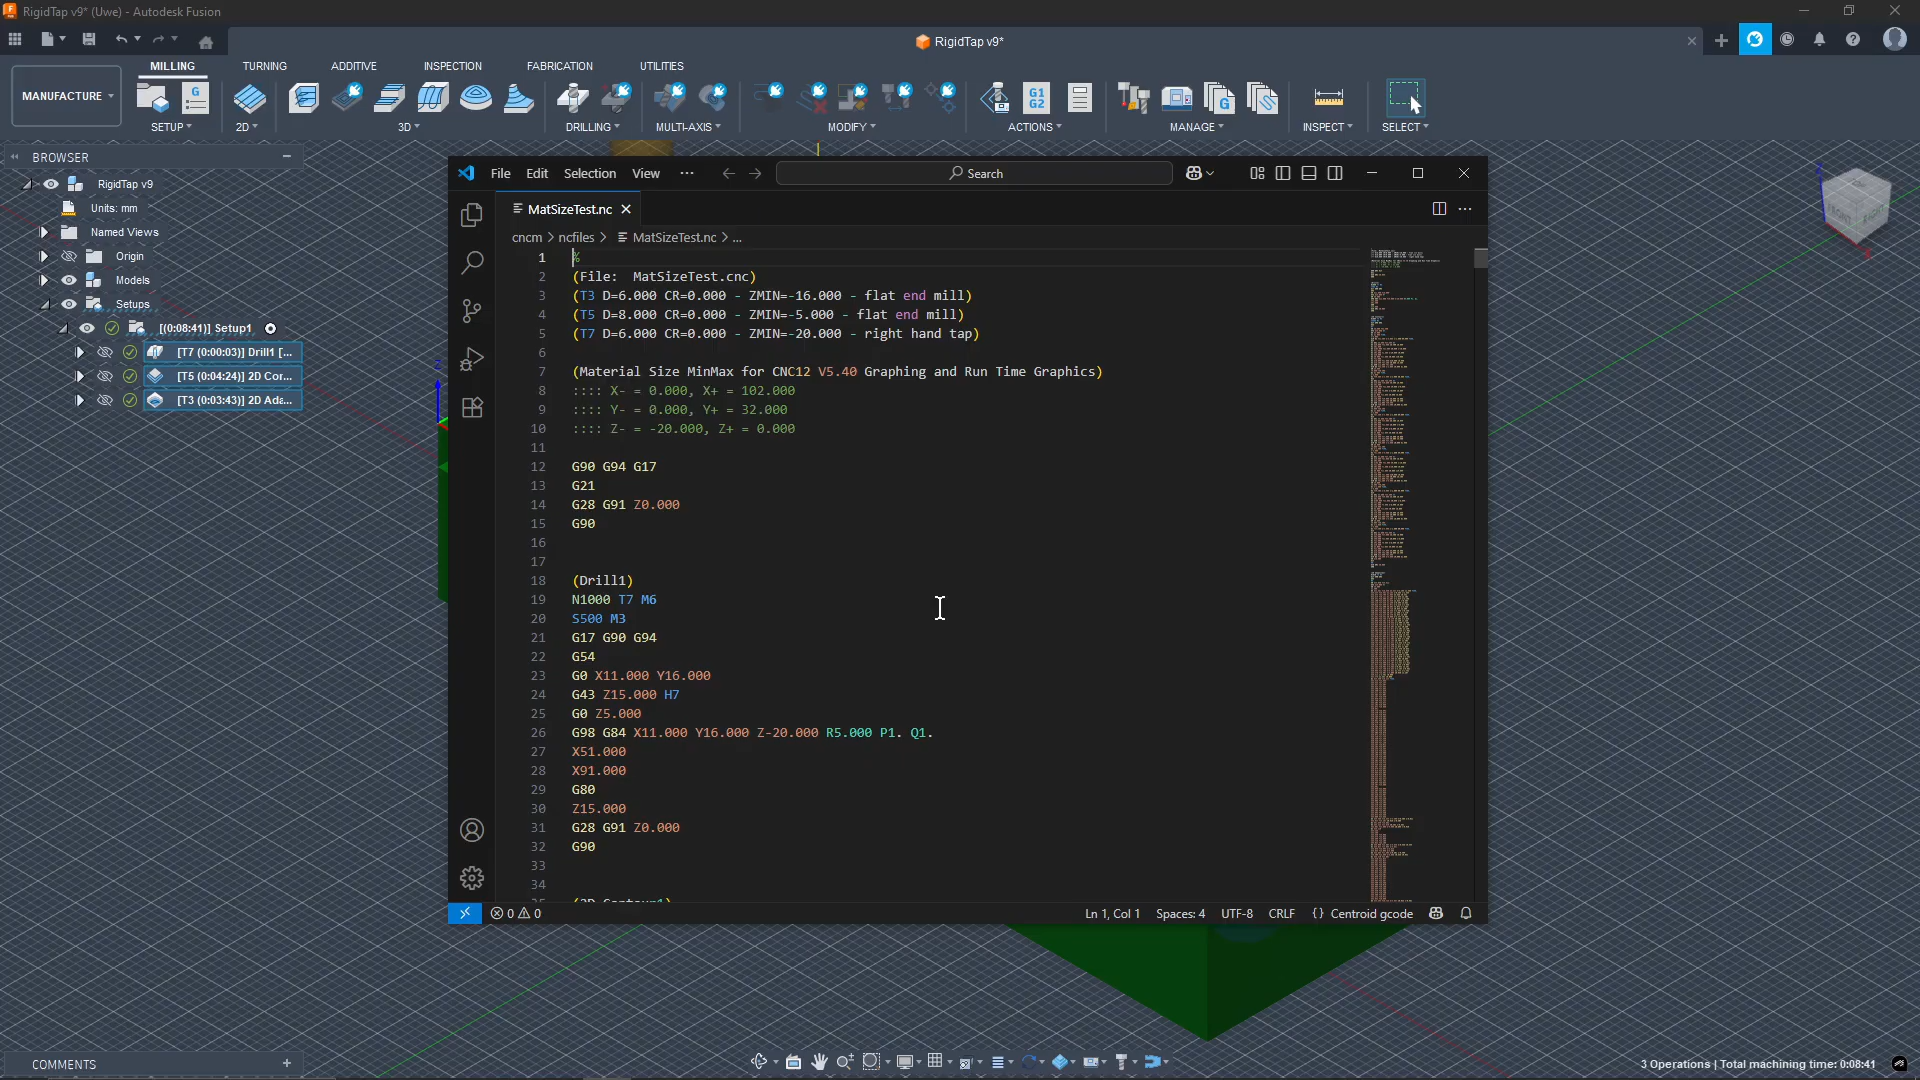 RigidTap v9* (Uwe) - Autodesk Fusion
RigidTap v9*
MANUFACTURE
MILLING TURNING ADDITIVE INSPECTION FABRICATION UTILITIES
G G1 G2 G
SETUP 2D 3D DRILLING MULTI-AXIS MODIFY ACTIONS MANAGE INSPECT SELECT
BROWSER
RigidTap v9
Units: mm
Named Views
Origin
Models
Setups
[(0:08:41)] Setup1
[T7 (0:00:03)] Drill1 [...
[T5 (0:04:24)] 2D Con...
[T3 (0:03:43)] 2D Ada...
FRONT RIGHT
File Edit Selection View ... Search
MatSizeTest.nc
cncm > ncfiles > MatSizeTest.nc > ...
1 %
2 (File:  MatSizeTest.cnc)
3 (T3 D=6.000 CR=0.000 - ZMIN=-16.000 - flat end mill)
4 (T5 D=8.000 CR=0.000 - ZMIN=-5.000 - flat end mill)
5 (T7 D=6.000 CR=0.000 - ZMIN=-20.000 - right hand tap)
6
7 (Material Size MinMax for CNC12 V5.40 Graphing and Run Time Graphics)
8 :::: X- = 0.000, X+ = 102.000
9 :::: Y- = 0.000, Y+ = 32.000
10 :::: Z- = -20.000, Z+ = 0.000
11
12 G90 G94 G17
13 G21
14 G28 G91 Z0.000
15 G90
16
17
18 (Drill1)
19 N1000 T7 M6
20 S500 M3
21 G17 G90 G94
22 G54
23 G0 X11.000 Y16.000
24 G43 Z15.000 H7
25 G0 Z5.000
26 G98 G84 X11.000 Y16.000 Z-20.000 R5.000 P1. Q1.
27 X51.000
28 X91.000
29 G80
30 Z15.000
31 G28 G91 Z0.000
32 G90
33
34
0 0 Ln 1, Col 1 Spaces: 4 UTF-8 CRLF {} Centroid gcode
COMMENTS
3 Operations | Total machining time: 0:08:41